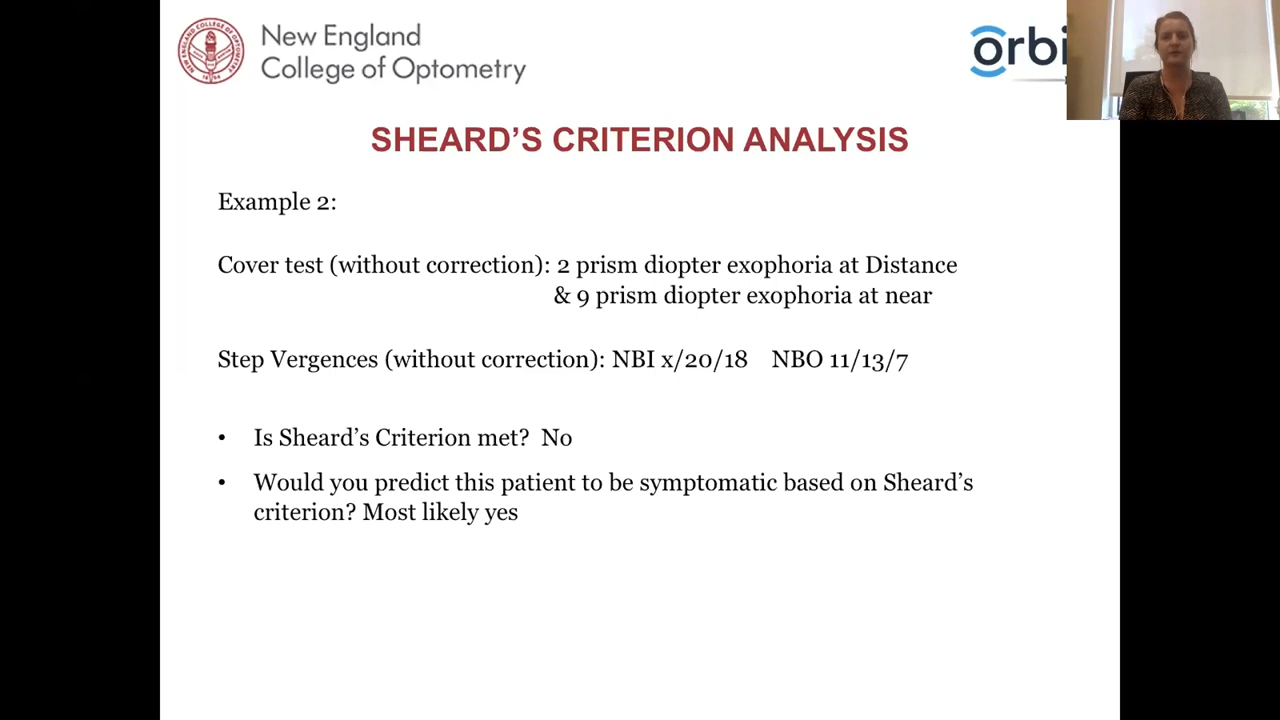 New England
College of Optometry
orbi
SHEARD'S CRITERION ANALYSIS
Example 2:
Cover test (without correction): 2 prism diopter exophoria at Distance
& 9 prism diopter exophoria at near
Step Vergences (without correction): NBI x/20/18 NBO 11/13/7
• Is Sheard's Criterion met? No
• Would you predict this patient to be symptomatic based on Sheard's
criterion? Most likely yes